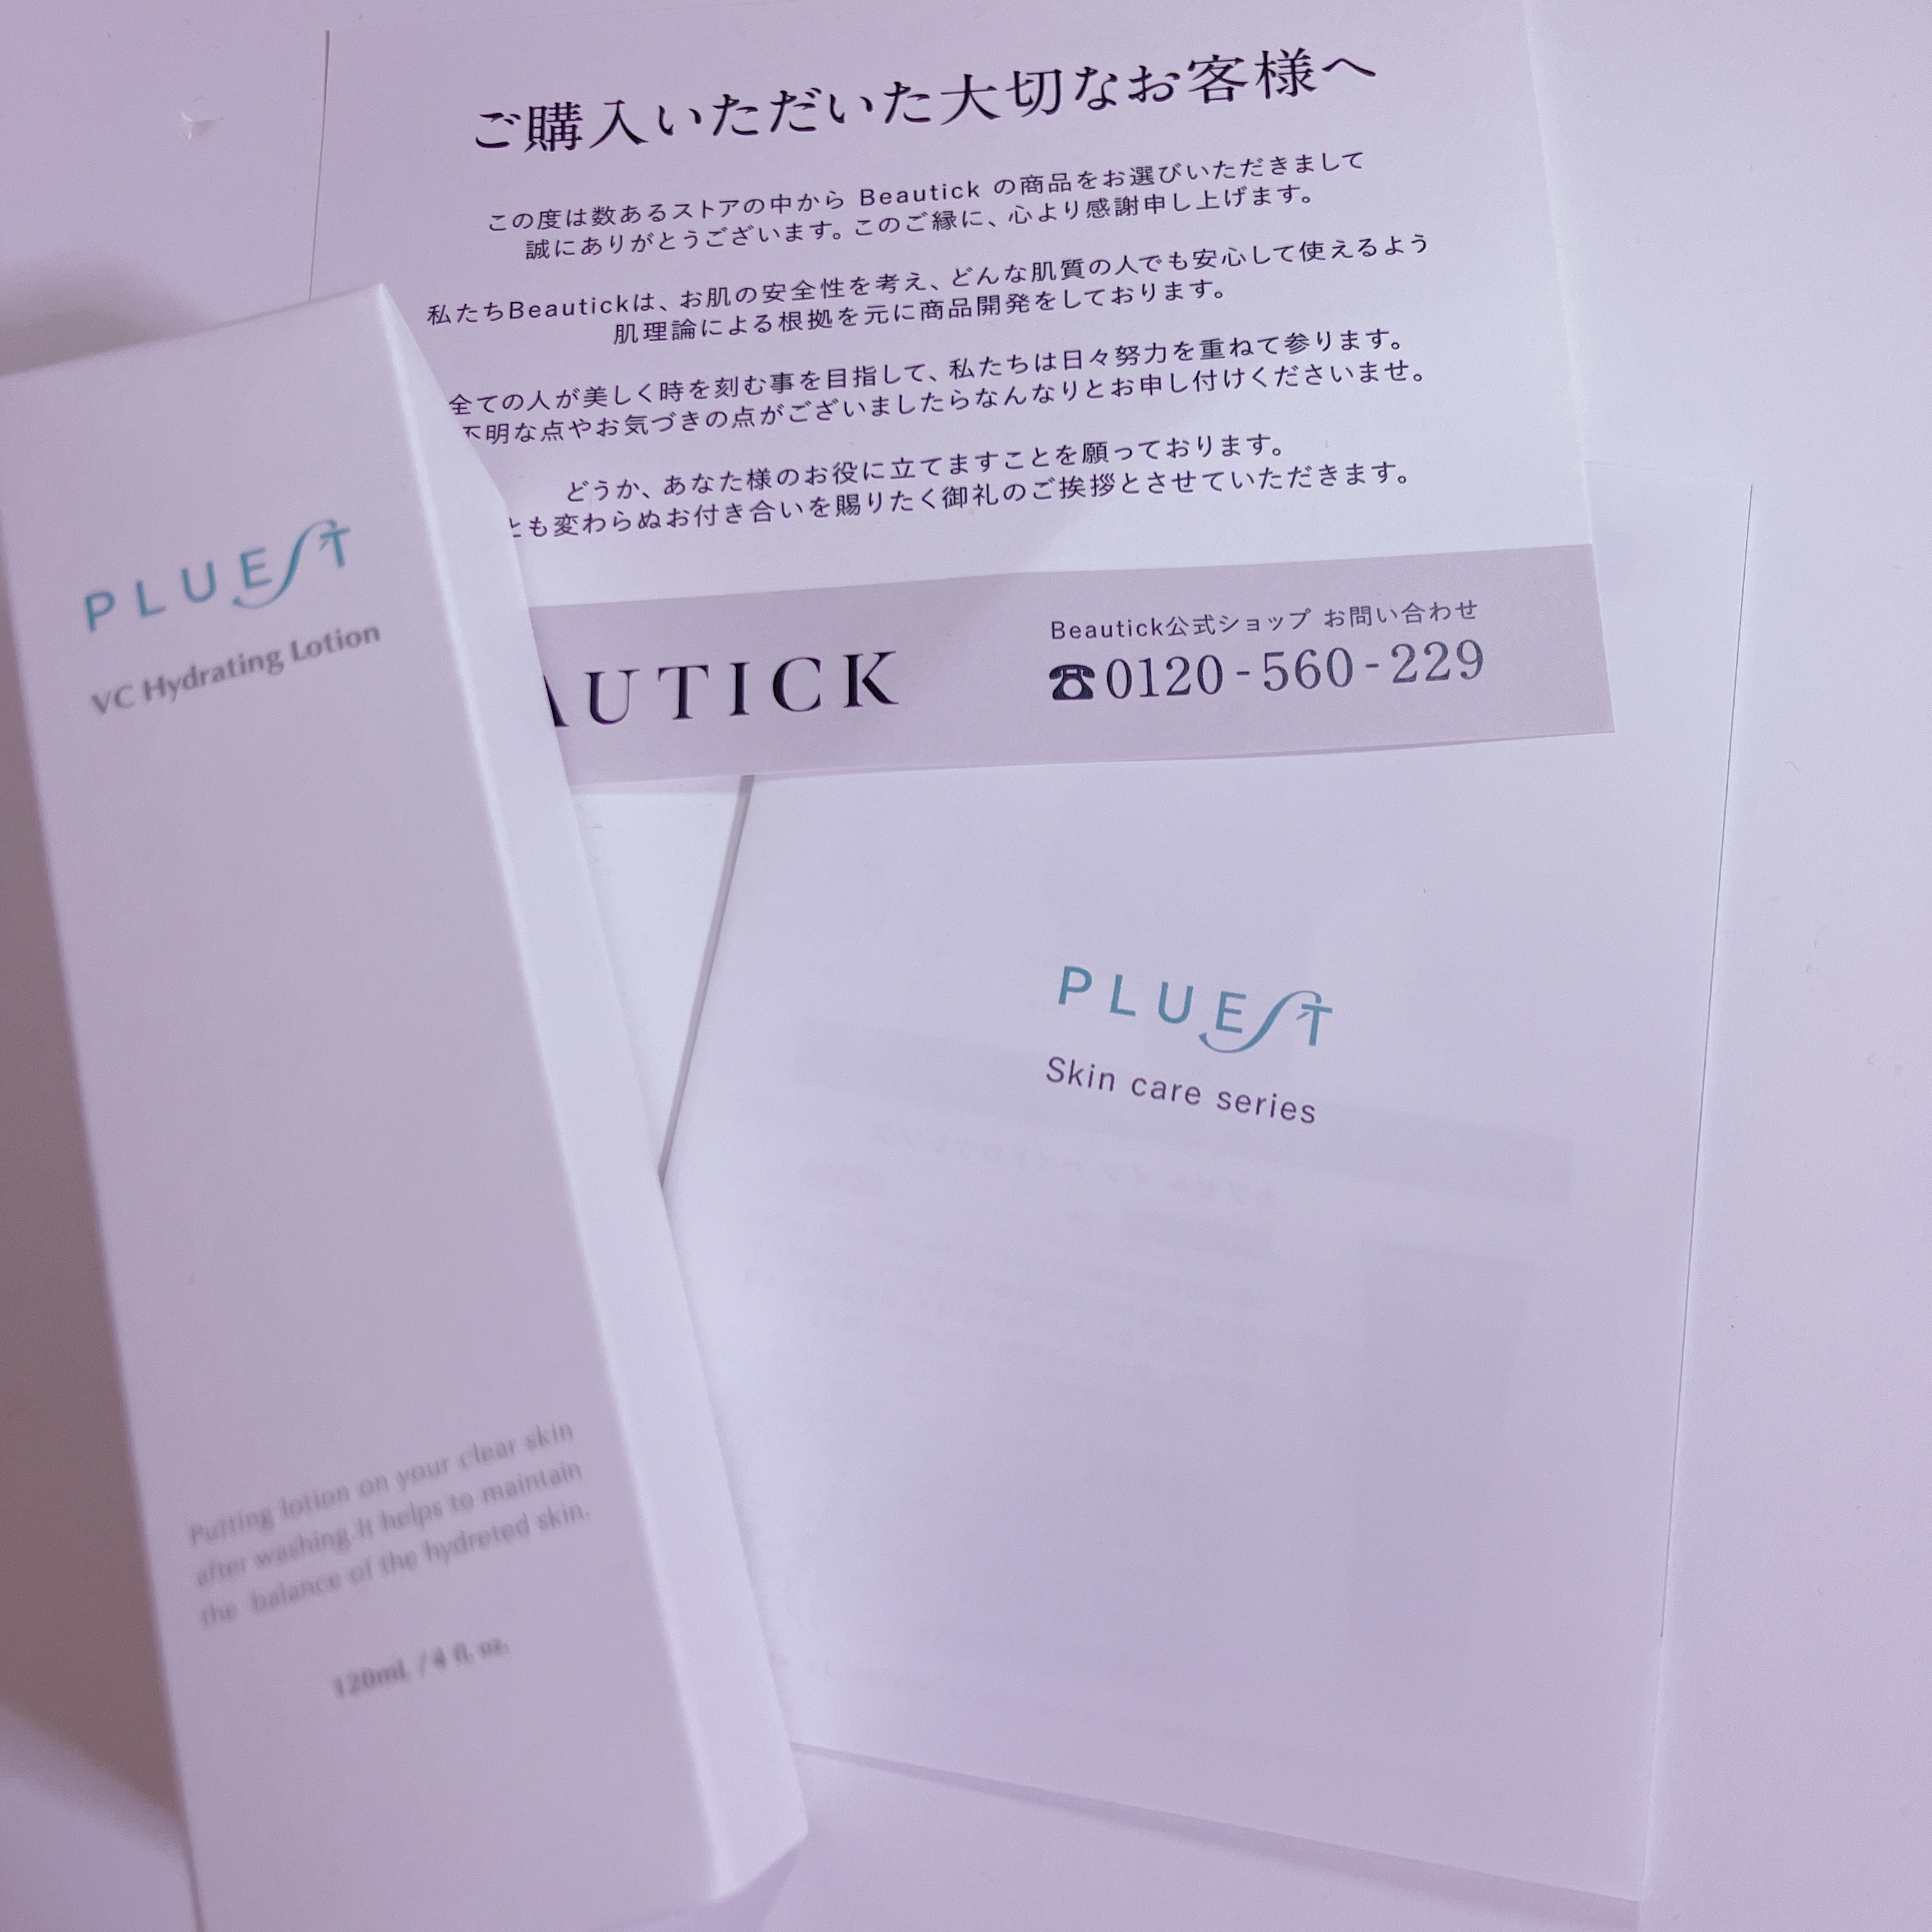 ご購入いただいた大切なお客様へ
この度は数あるストアの中から Beautick の商品をお選びいただきまして
誠にありがとうございます。このご縁に、心より感謝申し上げます。
私たちBeautickは、お肌の安全性を考え、どんな肌質の人でも安心して使えるよう
肌理論による根拠を元に商品開発をしております。
全ての人が美しく時を刻む事を目指して、私たちは日々努力を重ねて参ります。
不明な点やお気づきの点がございましたらなんなりとお申し付けくださいませ。
どうか、あなた様のお役に立てますことを願っております。
とも変わらぬお付き合いを賜りたく御礼のご挨拶とさせていただきます。
AUTICK
Beautick公式ショップ お問い合わせ
☎0120-560-229
PLUEST
VC Hydrating Lotion
Putting lotion on your clear skin
after washing.It helps to maintain
the balance of the hydreted skin.
120mL / 4 fl. oz.
PLUEST
Skin care series